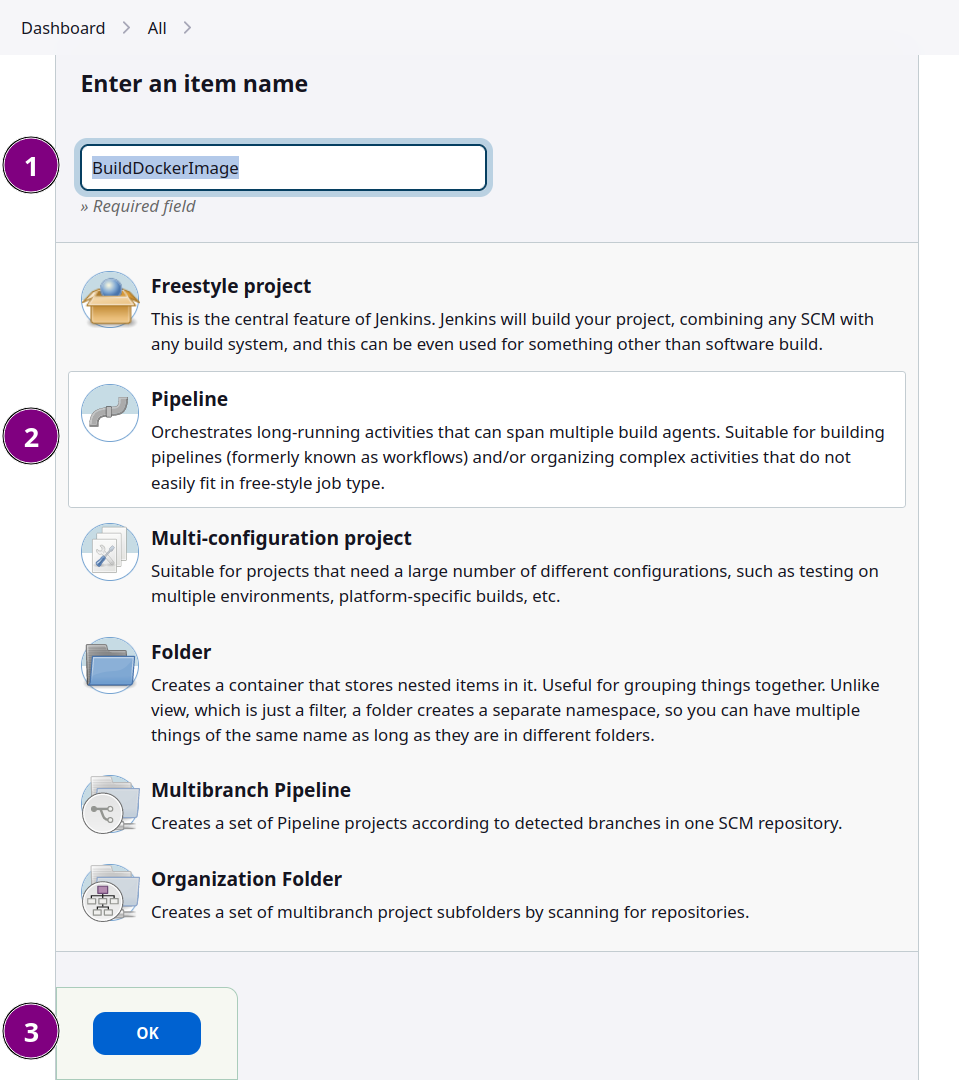 Dashboard > All >
Enter an item name
1
BuildDockerImage
» Required field
Freestyle project
This is the central feature of Jenkins. Jenkins will build your project, combining any SCM with
any build system, and this can be even used for something other than software build.
2
Pipeline
Orchestrates long-running activities that can span multiple build agents. Suitable for building
pipelines (formerly known as workflows) and/or organizing complex activities that do not
easily fit in free-style job type.
Multi-configuration project
Suitable for projects that need a large number of different configurations, such as testing on
multiple environments, platform-specific builds, etc.
Folder
Creates a container that stores nested items in it. Useful for grouping things together. Unlike
view, which is just a filter, a folder creates a separate namespace, so you can have multiple
things of the same name as long as they are in different folders.
Multibranch Pipeline
Creates a set of Pipeline projects according to detected branches in one SCM repository.
Organization Folder
Creates a set of multibranch project subfolders by scanning for repositories.
3
OK